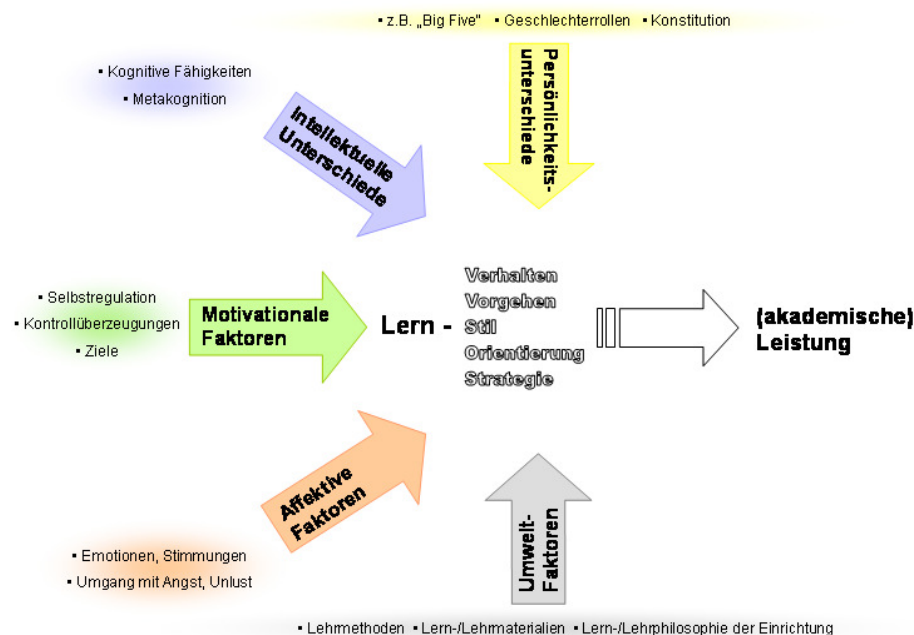 ▪ z.B. „Big Five" ▪ Geschlechterrollen ▪ Konstitution
Persönlichkeits-
unterschiede
▪ Kognitive Fähigkeiten
▪ Metakognition
Intellektuelle
Unterschiede
▪ Selbstregulation
▪ Kontrollüberzeugungen
▪ Ziele
Motivationale
Faktoren
Lern -
Verhalten
Vorgehen
Stil
Orientierung
Strategie
(akademische)
Leistung
Affektive
Faktoren
▪ Emotionen, Stimmungen
▪ Umgang mit Angst, Unlust
Umwelt-
Faktoren
▪ Lehrmethoden ▪ Lern-/Lehrmaterialien ▪ Lern-/Lehrphilosophie der Einrichtung